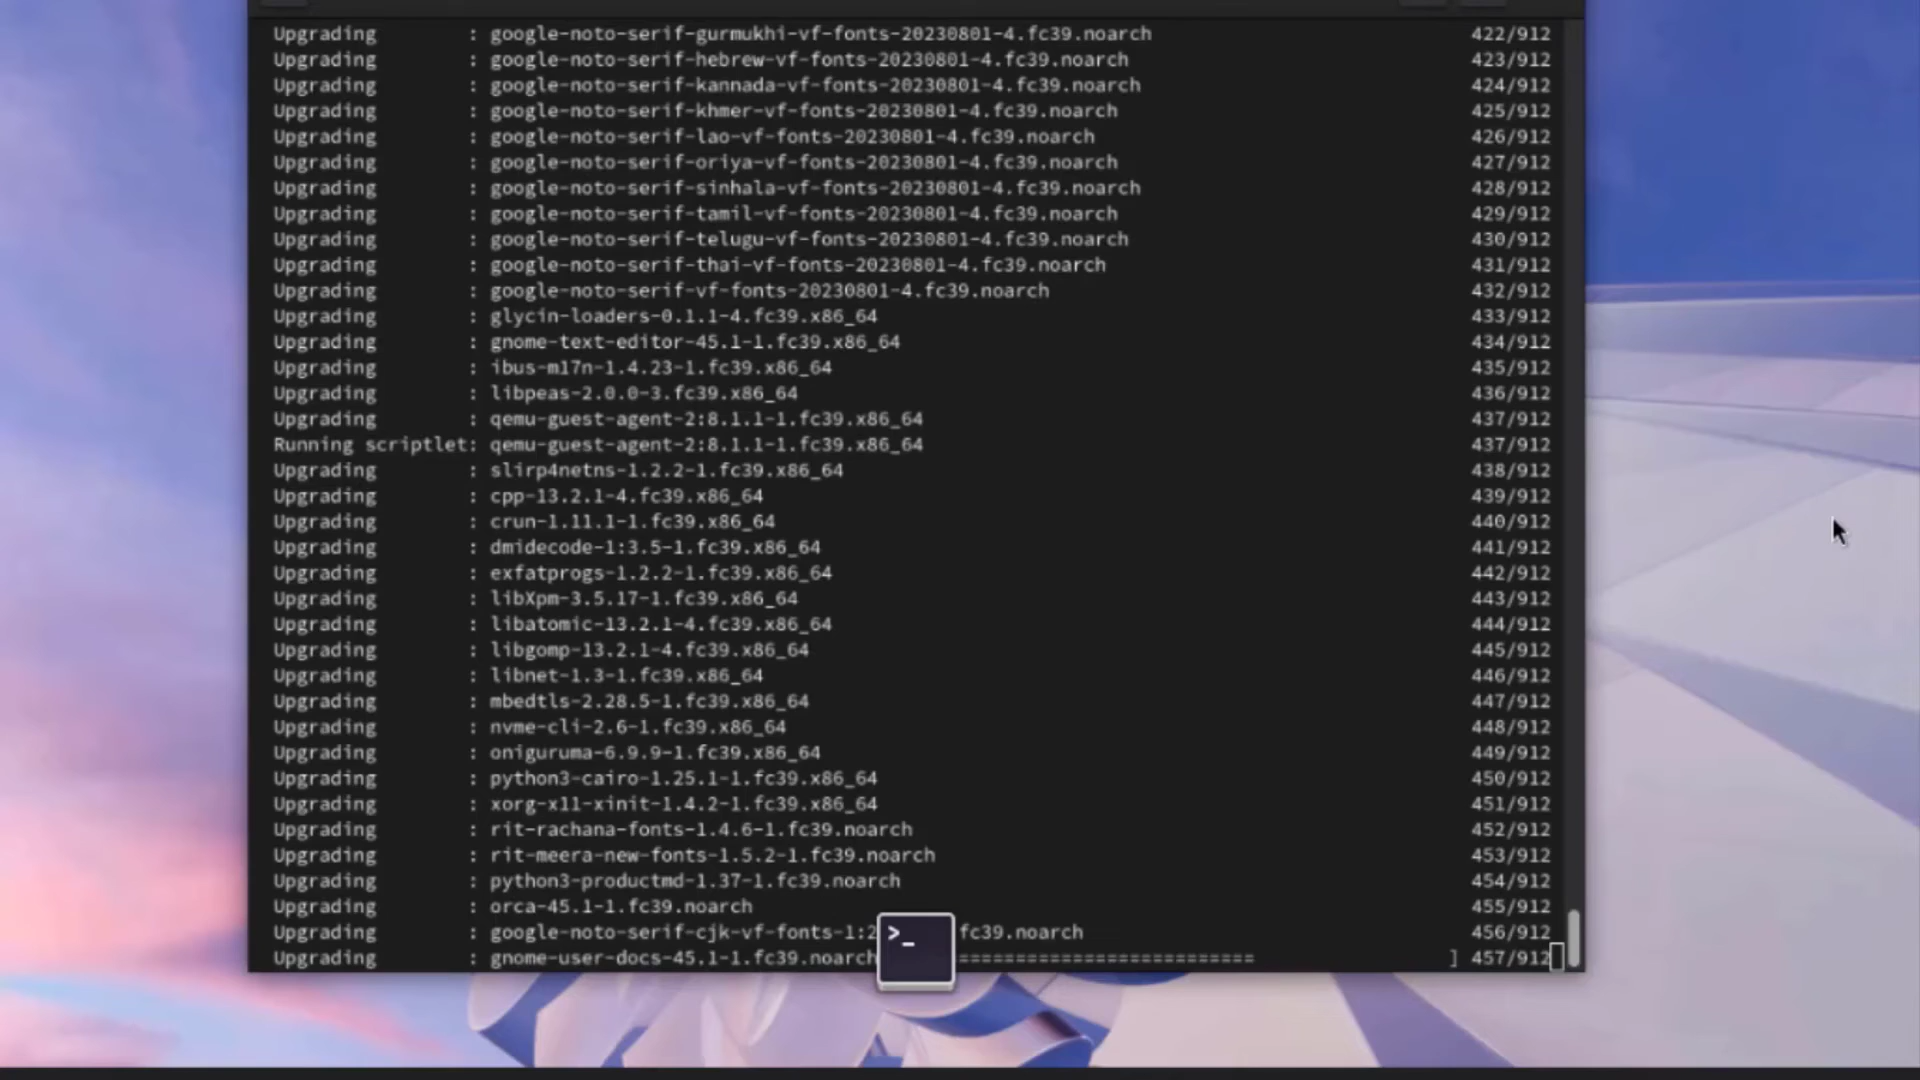 Upgrading : google-noto-serif-gurmukhi-vf-fonts-20230801-4.fc39.noarch 422/912
Upgrading : google-noto-serif-hebrew-vf-fonts-20230801-4.fc39.noarch 423/912
Upgrading : google-noto-serif-kannada-vf-fonts-20230801-4.fc39.noarch 424/912
Upgrading : google-noto-serif-khmer-vf-fonts-20230801-4.fc39.noarch 425/912
Upgrading : google-noto-serif-lao-vf-fonts-20230801-4.fc39.noarch 426/912
Upgrading : google-noto-serif-oriya-vf-fonts-20230801-4.fc39.noarch 427/912
Upgrading : google-noto-serif-sinhala-vf-fonts-20230801-4.fc39.noarch 428/912
Upgrading : google-noto-serif-tamil-vf-fonts-20230801-4.fc39.noarch 429/912
Upgrading : google-noto-serif-telugu-vf-fonts-20230801-4.fc39.noarch 430/912
Upgrading : google-noto-serif-thai-vf-fonts-20230801-4.fc39.noarch 431/912
Upgrading : google-noto-serif-vf-fonts-20230801-4.fc39.noarch 432/912
Upgrading : glycin-loaders-0.1.1-4.fc39.x86_64 433/912
Upgrading : gnome-text-editor-45.1-1.fc39.x86_64 434/912
Upgrading : ibus-m17n-1.4.23-1.fc39.x86_64 435/912
Upgrading : libpeas-2.0.0-3.fc39.x86_64 436/912
Upgrading : qemu-guest-agent-2:8.1.1-1.fc39.x86_64 437/912
Running scriptlet: qemu-guest-agent-2:8.1.1-1.fc39.x86_64 437/912
Upgrading : slirp4netns-1.2.2-1.fc39.x86_64 438/912
Upgrading : cpp-13.2.1-4.fc39.x86_64 439/912
Upgrading : crun-1.11.1-1.fc39.x86_64 440/912
Upgrading : dmidecode-1:3.5-1.fc39.x86_64 441/912
Upgrading : exfatprogs-1.2.2-1.fc39.x86_64 442/912
Upgrading : libXpm-3.5.17-1.fc39.x86_64 443/912
Upgrading : libatomic-13.2.1-4.fc39.x86_64 444/912
Upgrading : libgomp-13.2.1-4.fc39.x86_64 445/912
Upgrading : libnet-1.3-1.fc39.x86_64 446/912
Upgrading : mbedtls-2.28.5-1.fc39.x86_64 447/912
Upgrading : nvme-cli-2.6-1.fc39.x86_64 448/912
Upgrading : oniguruma-6.9.9-1.fc39.x86_64 449/912
Upgrading : python3-cairo-1.25.1-1.fc39.x86_64 450/912
Upgrading : xorg-x11-xinit-1.4.2-1.fc39.x86_64 451/912
Upgrading : rit-rachana-fonts-1.4.6-1.fc39.noarch 452/912
Upgrading : rit-meera-new-fonts-1.5.2-1.fc39.noarch 453/912
Upgrading : python3-productmd-1.37-1.fc39.noarch 454/912
Upgrading : orca-45.1-1.fc39.noarch 455/912
Upgrading : google-noto-serif-cjk-vf-fonts-1:2 fc39.noarch 456/912
Upgrading : gnome-user-docs-45.1-1.fc39.noarch ========================== ] 457/912
>_